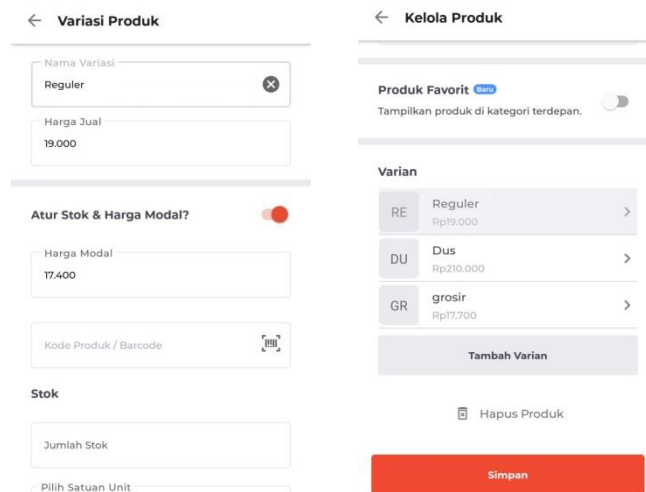 Variasi Produk
Nama Variasi
Reguler
Harga Jual
19.000
Atur Stok & Harga Modal?
Harga Modal
17.400
Kode Produk / Barcode
Stok
Jumlah Stok
Pilih Satuan Unit
Kelola Produk
Produk Favorit Baru
Tampilkan produk di kategori terdepan.
Varian
RE Reguler
Rp19.000
DU Dus
Rp210.000
GR grosir
Rp17.700
Tambah Varian
Hapus Produk
Simpan